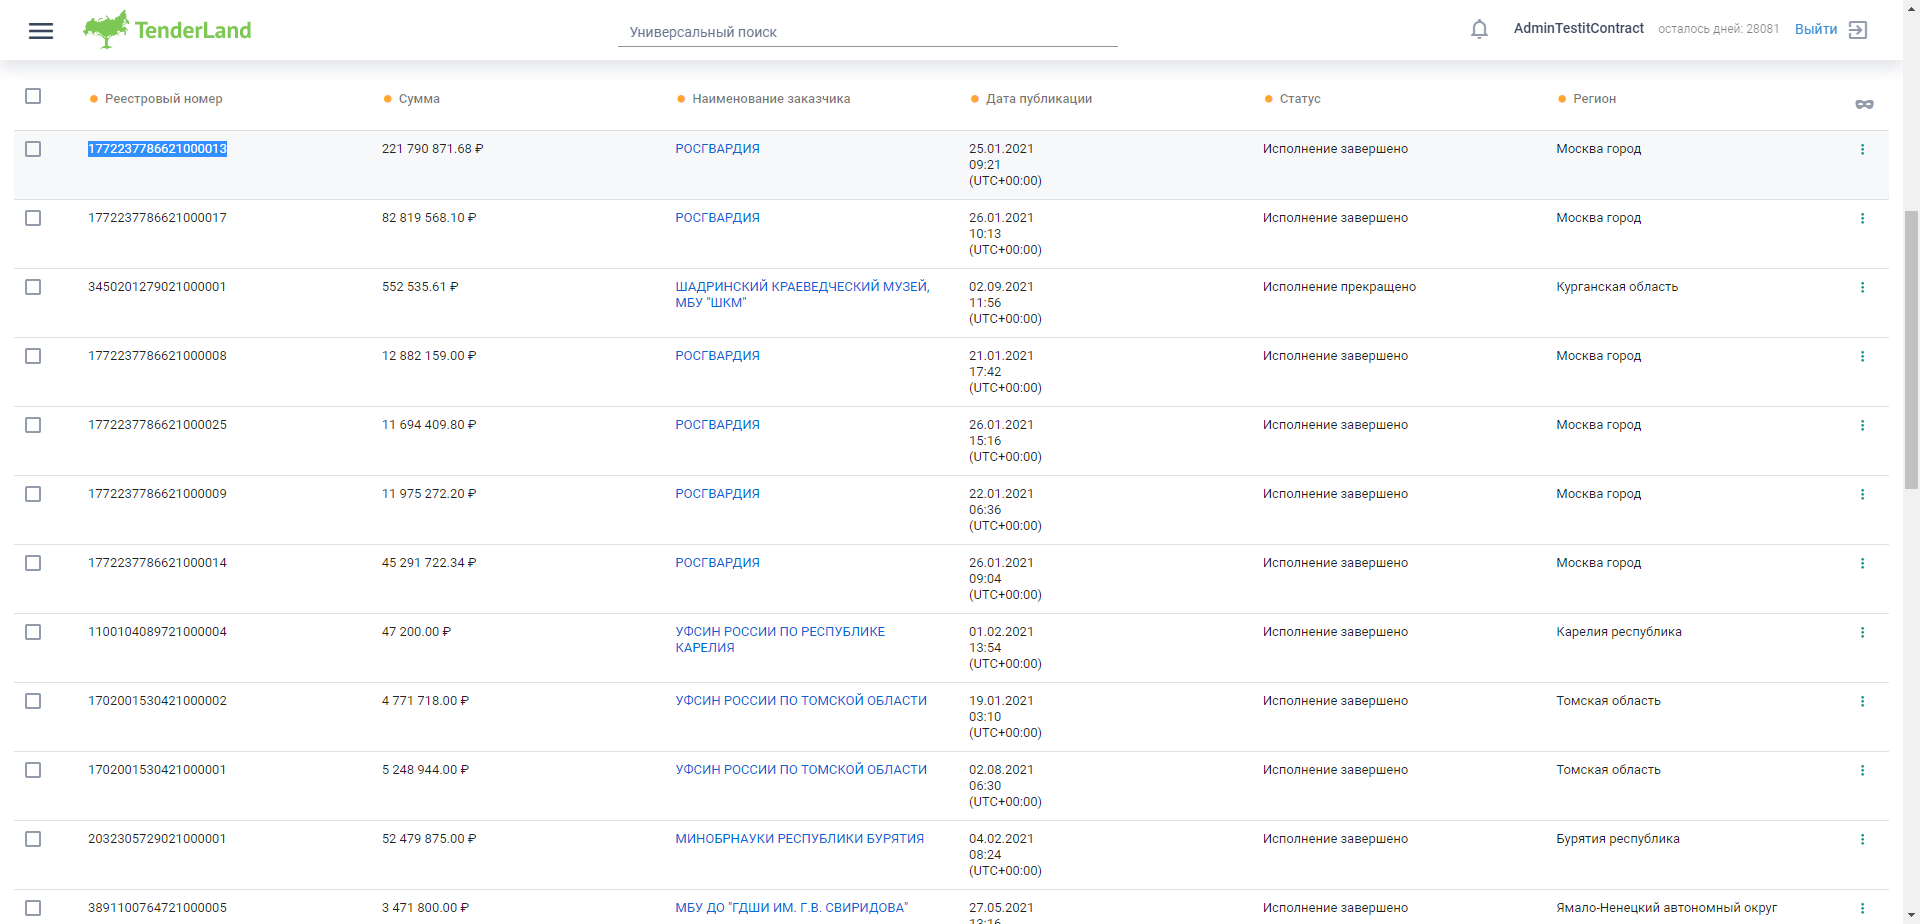 TenderLand
Универсальный поиск
AdminTestitContract
осталось дней: 28081
Выйти
Реестровый номер Сумма Наименование заказчика Дата публикации Статус Регион
1772237786621000013 221 790 871.68 ₽ РОСГВАРДИЯ 25.01.2021 Исполнение завершено Москва город
09:21
(UTC+00:00)
1772237786621000017 82 819 568.10 ₽ РОСГВАРДИЯ 26.01.2021 Исполнение завершено Москва город
10:13
(UTC+00:00)
3450201279021000001 552 535.61 ₽ ШАДРИНСКИЙ КРАЕВЕДЧЕСКИЙ МУЗЕЙ, 02.09.2021 Исполнение прекращено Курганская область
МБУ "ШКМ" 11:56
(UTC+00:00)
1772237786621000008 12 882 159.00 ₽ РОСГВАРДИЯ 21.01.2021 Исполнение завершено Москва город
17:42
(UTC+00:00)
1772237786621000025 11 694 409.80 ₽ РОСГВАРДИЯ 26.01.2021 Исполнение завершено Москва город
15:16
(UTC+00:00)
1772237786621000009 11 975 272.20 ₽ РОСГВАРДИЯ 22.01.2021 Исполнение завершено Москва город
06:36
(UTC+00:00)
1772237786621000014 45 291 722.34 ₽ РОСГВАРДИЯ 26.01.2021 Исполнение завершено Москва город
09:04
(UTC+00:00)
1100104089721000004 47 200.00 ₽ УФСИН РОССИИ ПО РЕСПУБЛИКЕ 01.02.2021 Исполнение завершено Карелия республика
КАРЕЛИЯ 13:54
(UTC+00:00)
1702001530421000002 4 771 718.00 ₽ УФСИН РОССИИ ПО ТОМСКОЙ ОБЛАСТИ 19.01.2021 Исполнение завершено Томская область
03:10
(UTC+00:00)
1702001530421000001 5 248 944.00 ₽ УФСИН РОССИИ ПО ТОМСКОЙ ОБЛАСТИ 02.08.2021 Исполнение завершено Томская область
06:30
(UTC+00:00)
2032305729021000001 52 479 875.00 ₽ МИНОБРНАУКИ РЕСПУБЛИКИ БУРЯТИЯ 04.02.2021 Исполнение завершено Бурятия республика
08:24
(UTC+00:00)
3891100764721000005 3 471 800.00 ₽ МБУ ДО "ГДШИ ИМ. Г.В. СВИРИДОВА" 27.05.2021 Исполнение завершено Ямало-Ненецкий автономный округ
13:16